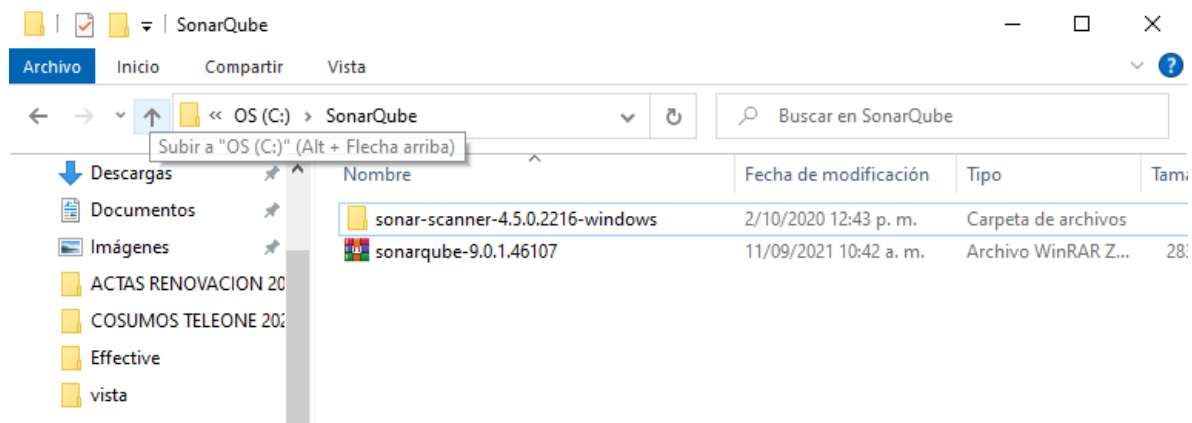 SonarQube
Archivo Inicio Compartir Vista
« OS (C:) > SonarQube
Buscar en SonarQube
Subir a "OS (C:)" (Alt + Flecha arriba)
Descargas
Documentos
Imágenes
ACTAS RENOVACION 20
COSUMOS TELEONE 202
Effective
vista
Nombre Fecha de modificación Tipo Tama
sonar-scanner-4.5.0.2216-windows 2/10/2020 12:43 p. m. Carpeta de archivos
sonarqube-9.0.1.46107 11/09/2021 10:42 a. m. Archivo WinRAR Z... 283